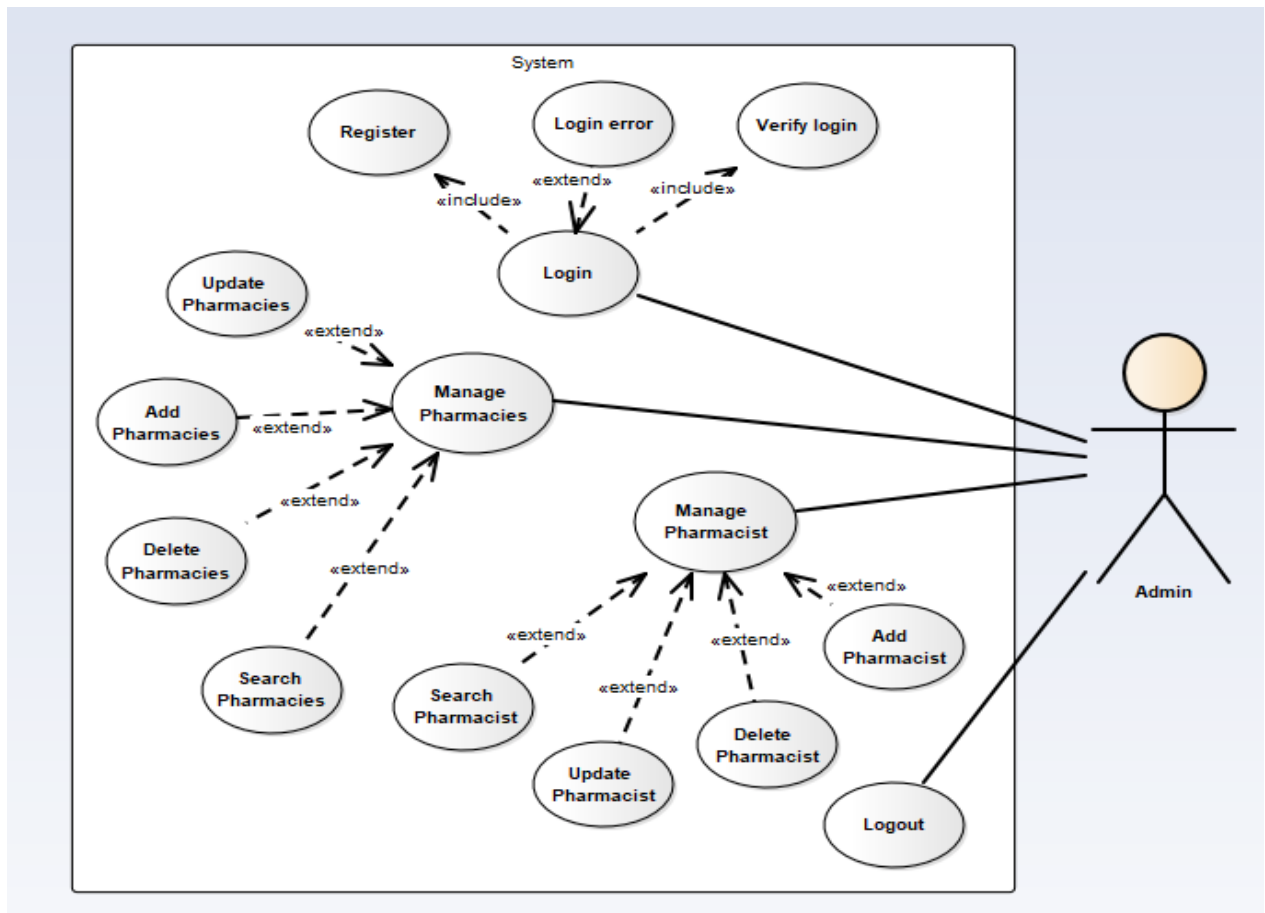 System
Register
Login error
Verify login
«extend»
«include»
«include»
Login
Update
Pharmacies
«extend»
Manage
Pharmacies
Add
Pharmacies
«extend»
«extend»
Delete
Pharmacies
«extend»
Search
Pharmacies
Manage
Pharmacist
«extend»
«extend»
«extend»
«extend»
Add
Pharmacist
Search
Pharmacist
Delete
Pharmacist
Update
Pharmacist
Logout
Admin